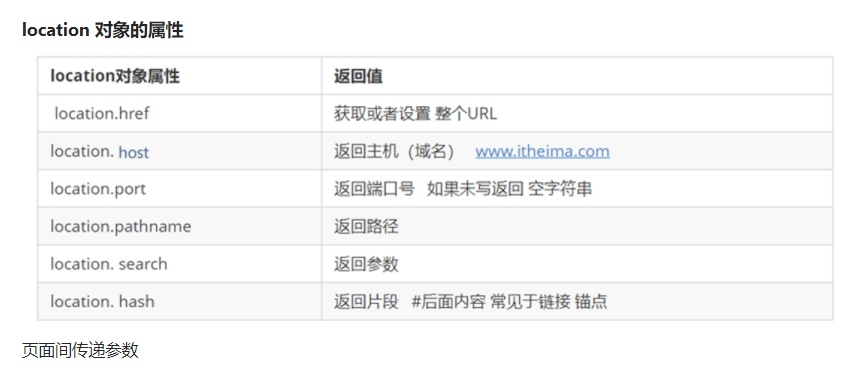 location 对象的属性
location对象属性 返回值
location.href 获取或者设置 整个URL
location. host 返回主机（域名） www.itheima.com
location.port 返回端口号 如果未写返回 空字符串
location.pathname 返回路径
location. search 返回参数
location. hash 返回片段 #后面内容 常见于链接 锚点
页面间传递参数